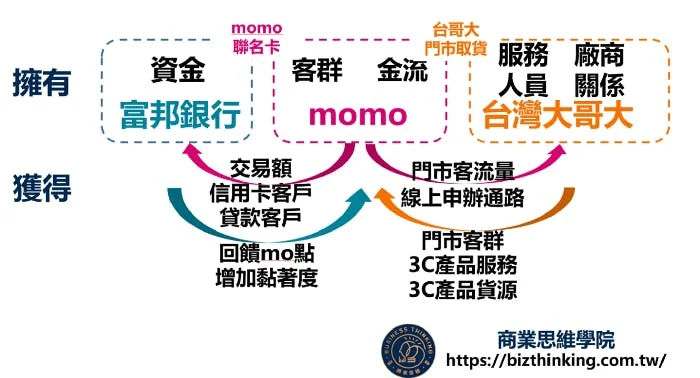 momo
聯名卡
台哥大
門市取貨
擁有
資金
富邦銀行
客群 金流
momo
服務 廠商
人員 關係
台灣大哥大
獲得
交易額
信用卡客戶
貸款客戶
門市客流量
線上申辦通路
回饋mo點
增加黏著度
門市客群
3C產品服務
3C產品貨源
BUSINESS THINKING
商業思維學院
https://bizthinking.com.tw/